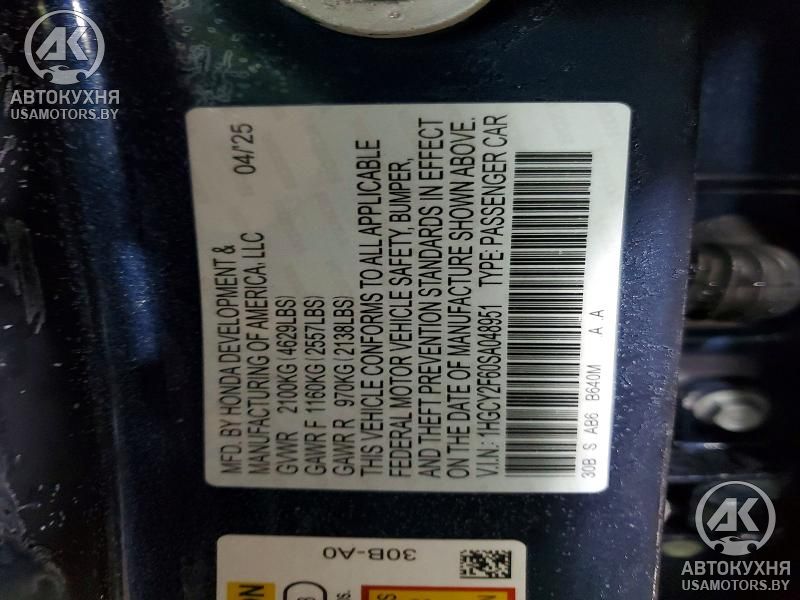 АК
АВТОКУХНЯ
USAMOTORS.BY
MFD. BY HONDA DEVELOPMENT &
MANUFACTURING OF AMERICA, LLC 04/25
GVWR 2100KG (4629LBS)
GAWR F 1160KG (2557LBS)
GAWR R 970KG (2138LBS)
THIS VEHICLE CONFORMS TO ALL APPLICABLE
FEDERAL MOTOR VEHICLE SAFETY, BUMPER,
AND THEFT PREVENTION STANDARDS IN EFFECT
ON THE DATE OF MANUFACTURE SHOWN ABOVE.
V.I.N.: 1HGCY2F60SA048951 TYPE: PASSENGER CAR
30B S AB6 B640M A .A
30B-A0
АК
АВТОКУХНЯ
USAMOTORS.BY